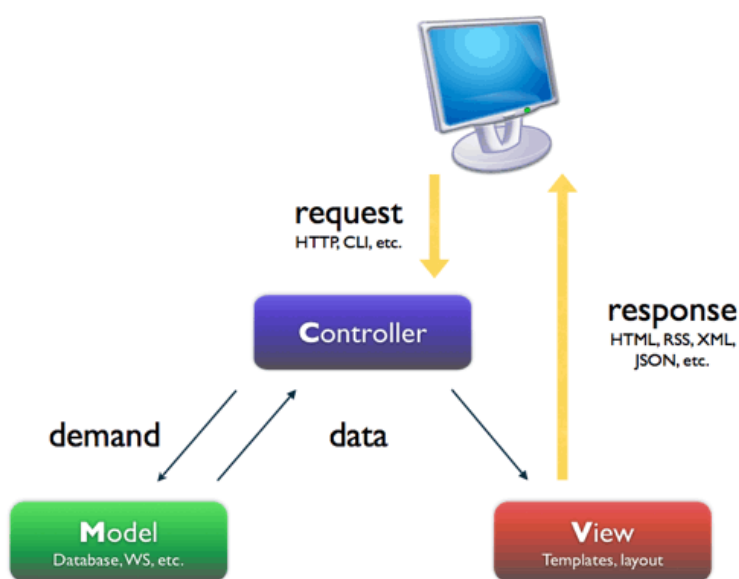 request
HTTP, CLI, etc.
Controller
response
HTML, RSS, XML,
JSON, etc.
demand
data
Model
Database, WS, etc.
View
Templates, layout